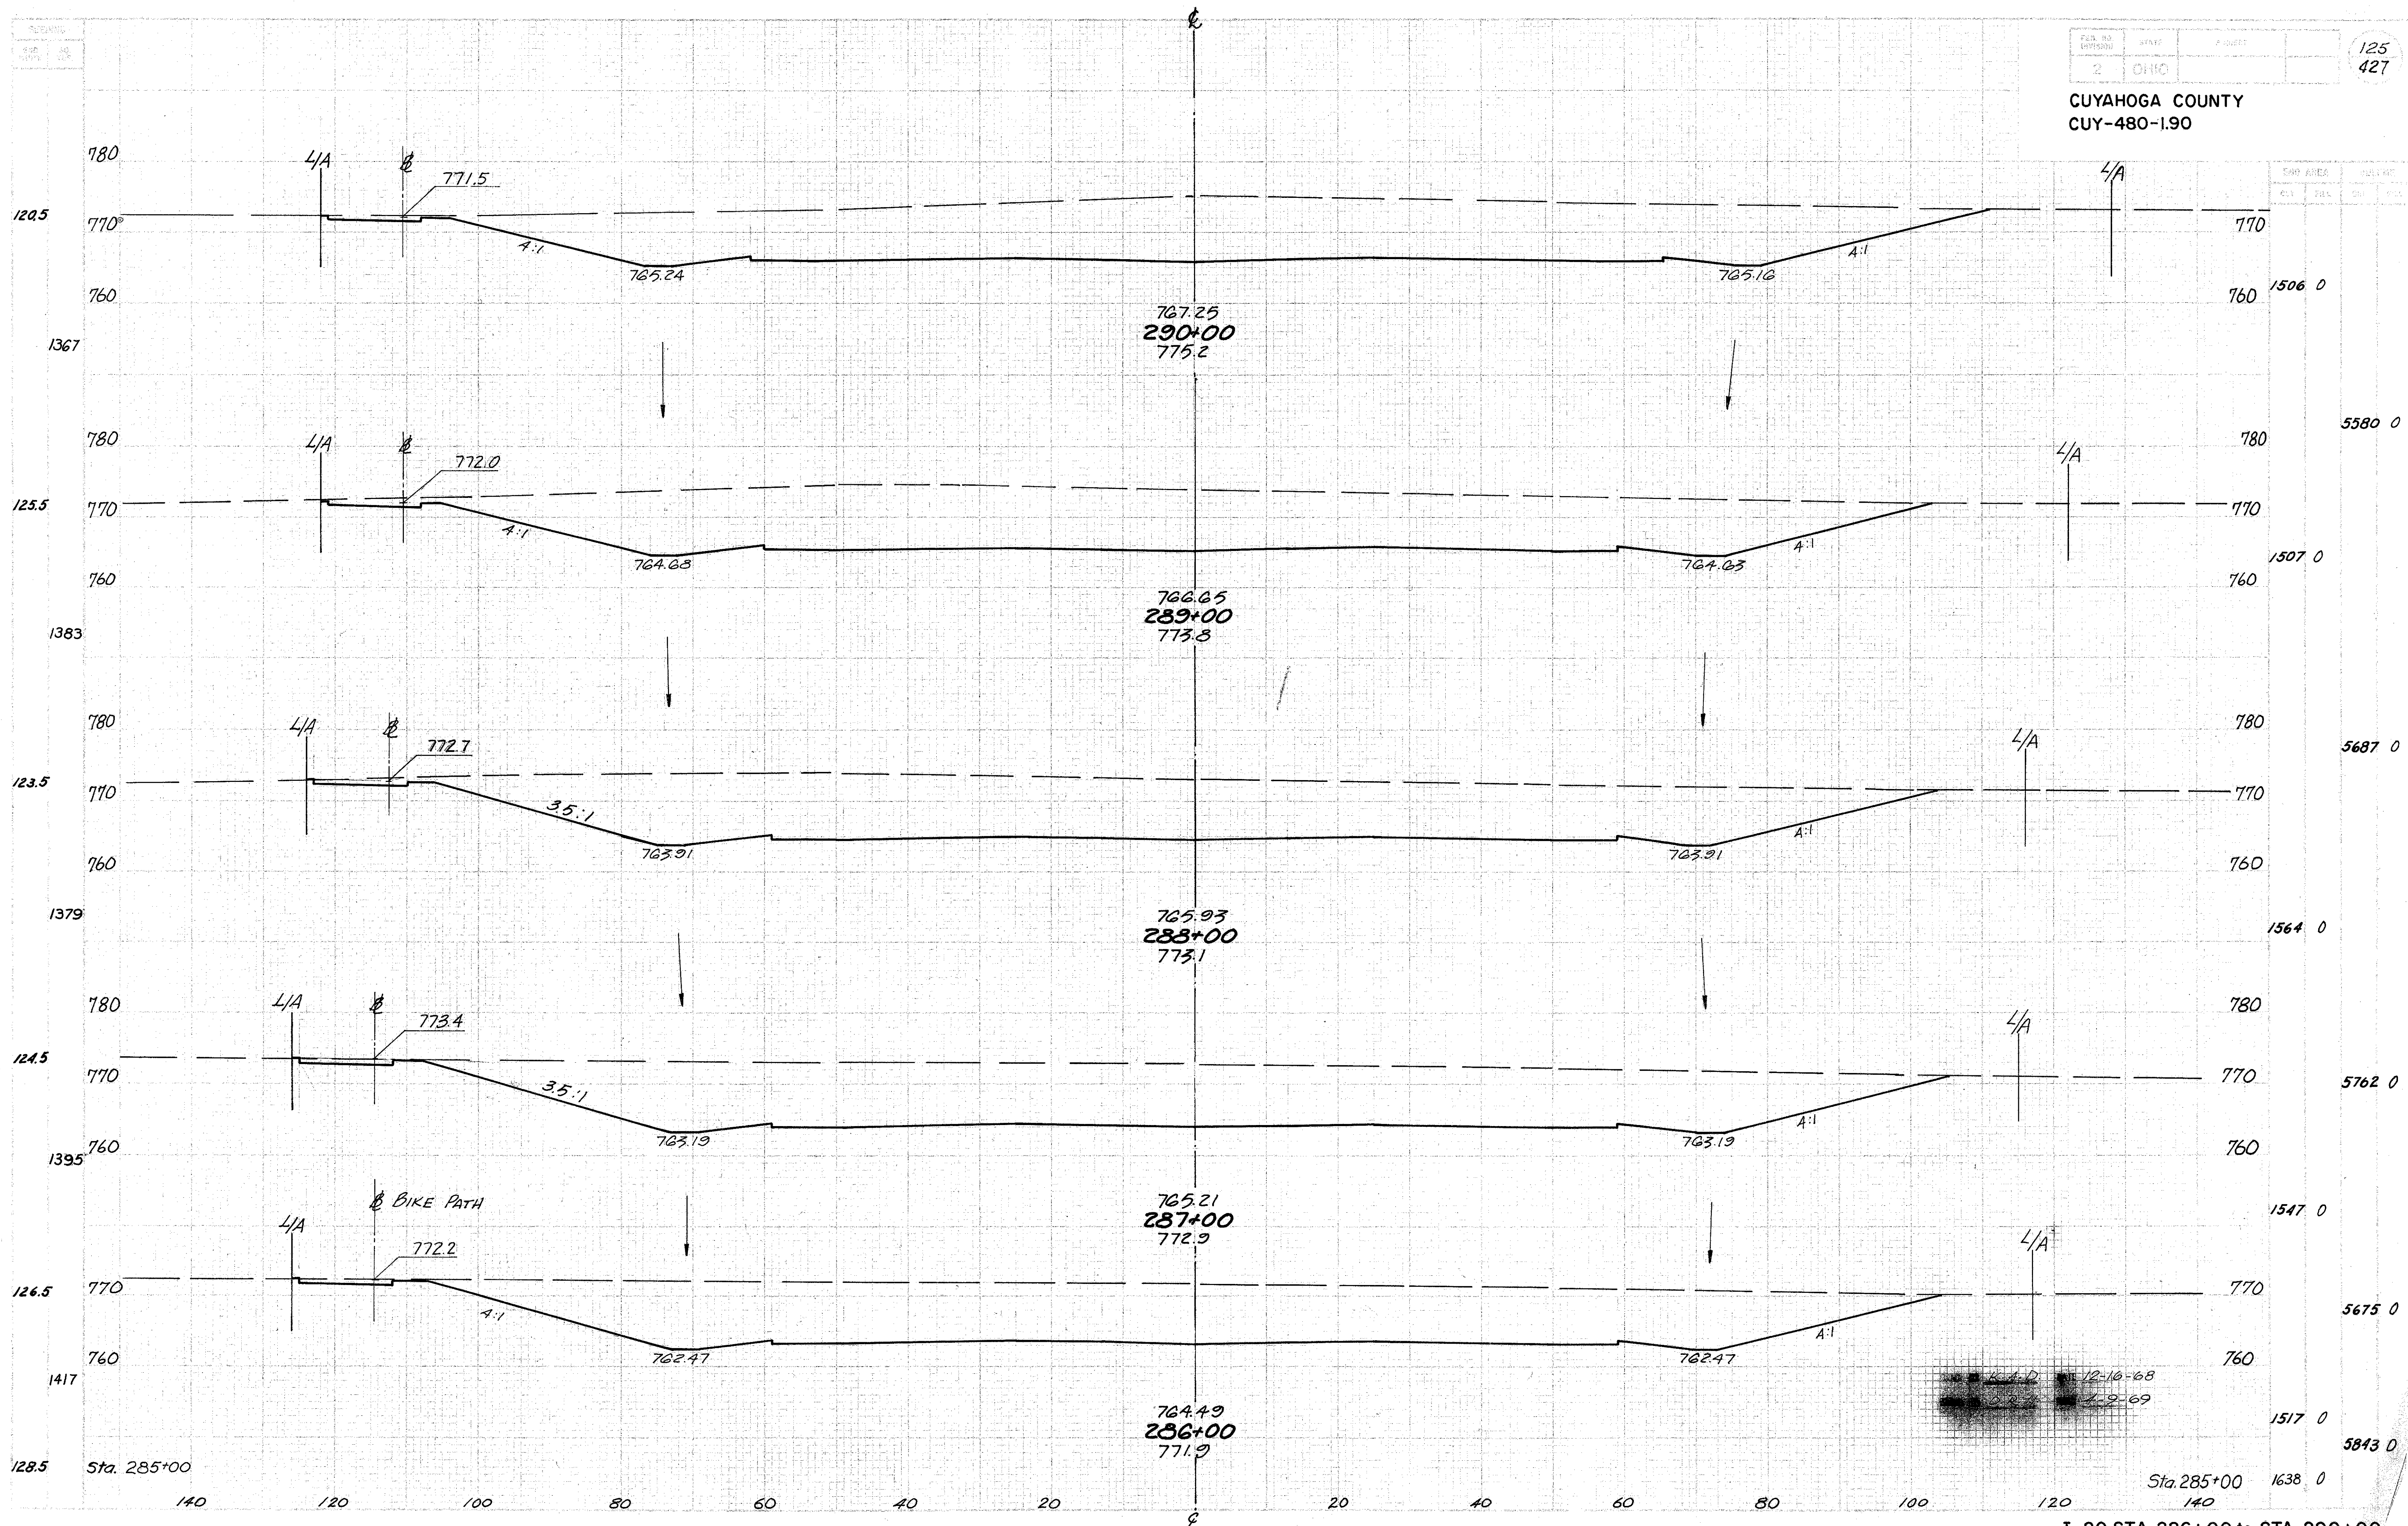 ℄
125
427
2 OHIO
CUYAHOGA COUNTY
CUY-480-1.90
END AREA
780 L/A ℄ 771.5 L/A
120.5 770 4:1 765.24 765.16 4:1 770
760 760 1506 0
767.25
290+00
775.2
1367
5580 0
780 L/A ℄ 772.0 780 L/A
125.5 770 4:1 764.68 764.63 4:1 770
1507 0
760 760
766.65
289+00
773.8
1383
780 L/A ℄ 772.7 780 L/A
5687 0
123.5 770 3.5:1 763.91 763.91 4:1 770
760 760
765.93
288+00
773.1
1379
1564 0
780 L/A ℄ 773.4 780 L/A
124.5 770 3.5:1 763.19 763.19 4:1 770
5762 0
760 760
1395
℄ BIKE PATH
765.21
287+00
772.9
1547 0
L/A 772.2 L/A
126.5 770 4:1 762.47 762.47 4:1 770
5675 0
760 760
1417
12-16-68
764.49
286+00
771.9
1517 0
5843 0
128.5 Sta. 285+00 Sta. 285+00 1638 0
140 120 100 80 60 40 20 20 40 60 80 100 120 140
℄